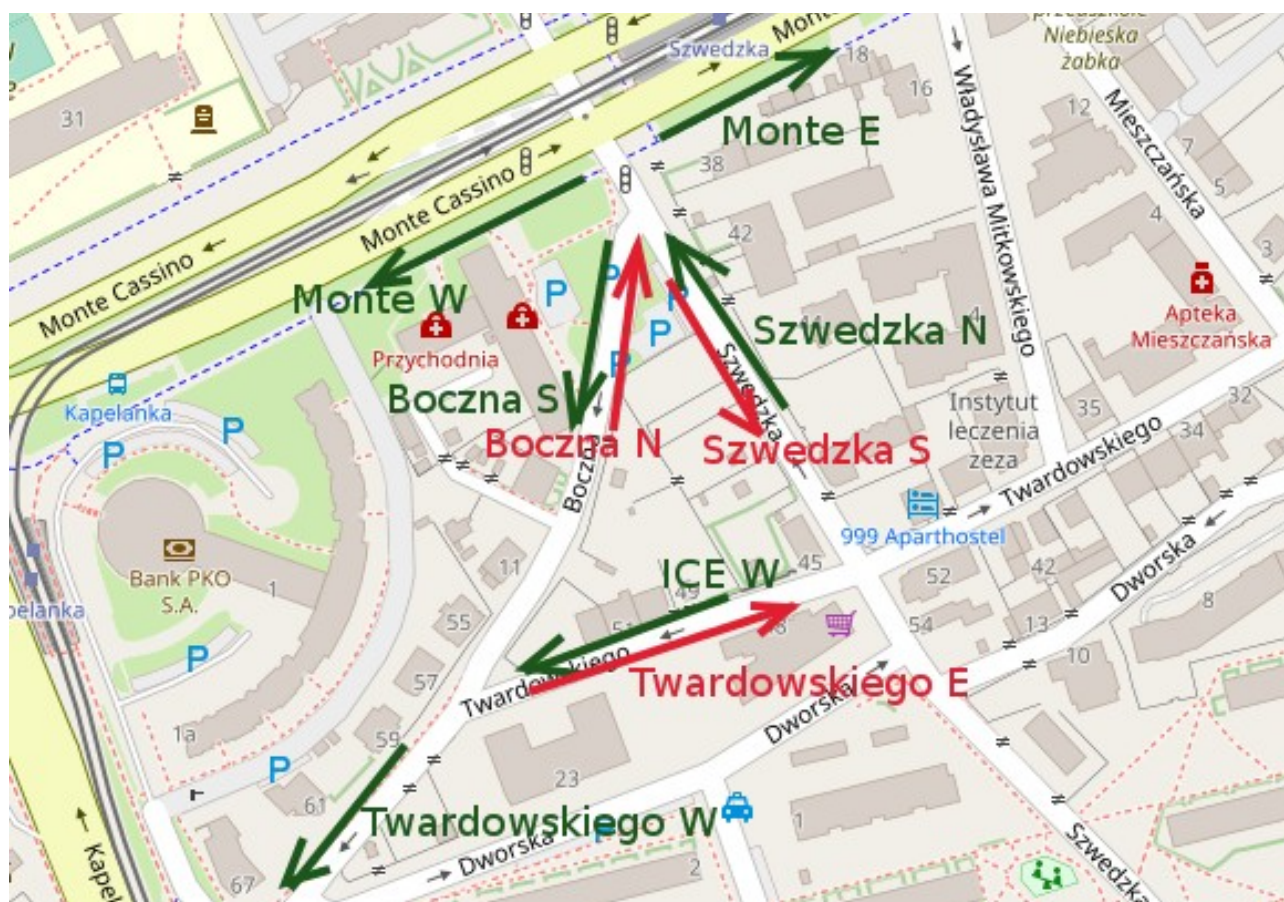 Szwedzka
Monte
przedszkole
Niebieska
żabka
18
16
12
7
5
4
3
31
Monte E
38
42
Władysława Mitkowskiego
Mieszczańska
Monte Cassino
Monte Cassino
Monte W
Przychodnia
P
P
P
P
P
Szwedzka N
44
4
Apteka
Mieszczańska
Kapelanka
P
P
Boczna S
Boczna N
Boczna
Szwedzka
Szwedzka S
Instytut
leczenia
zeza
35
34
32
Twardowskiego
999 Aparthostel
Dworska
Bank PKO
S.A.
1
11
ICE W
49
51
45
52
42
8
55
54
13
10
57
Twardowskiego
Twardowskiego E
P
1a
59
P
61
23
Dworska
Twardowskiego W
P
1
67
Dworska
2
Szwedzka